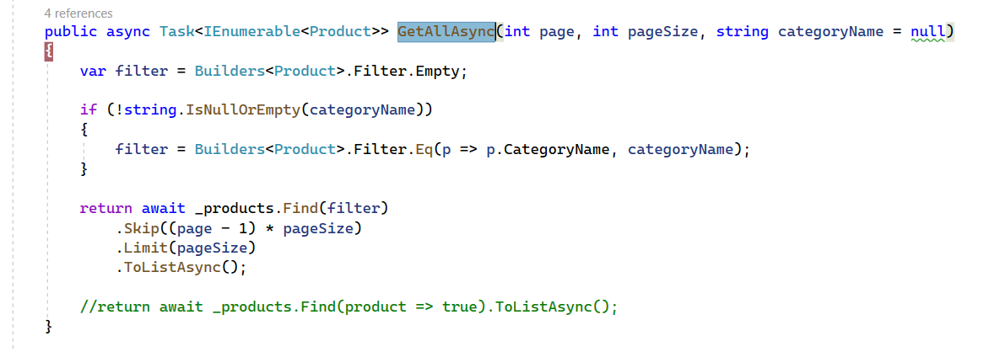 4 references
public async Task<IEnumerable<Product>> GetAllAsync(int page, int pageSize, string categoryName = null)
{
var filter = Builders<Product>.Filter.Empty;
if (!string.IsNullOrEmpty(categoryName))
{
filter = Builders<Product>.Filter.Eq(p => p.CategoryName, categoryName);
}
return await _products.Find(filter)
.Skip((page - 1) * pageSize)
.Limit(pageSize)
.ToListAsync();
//return await _products.Find(product => true).ToListAsync();
}